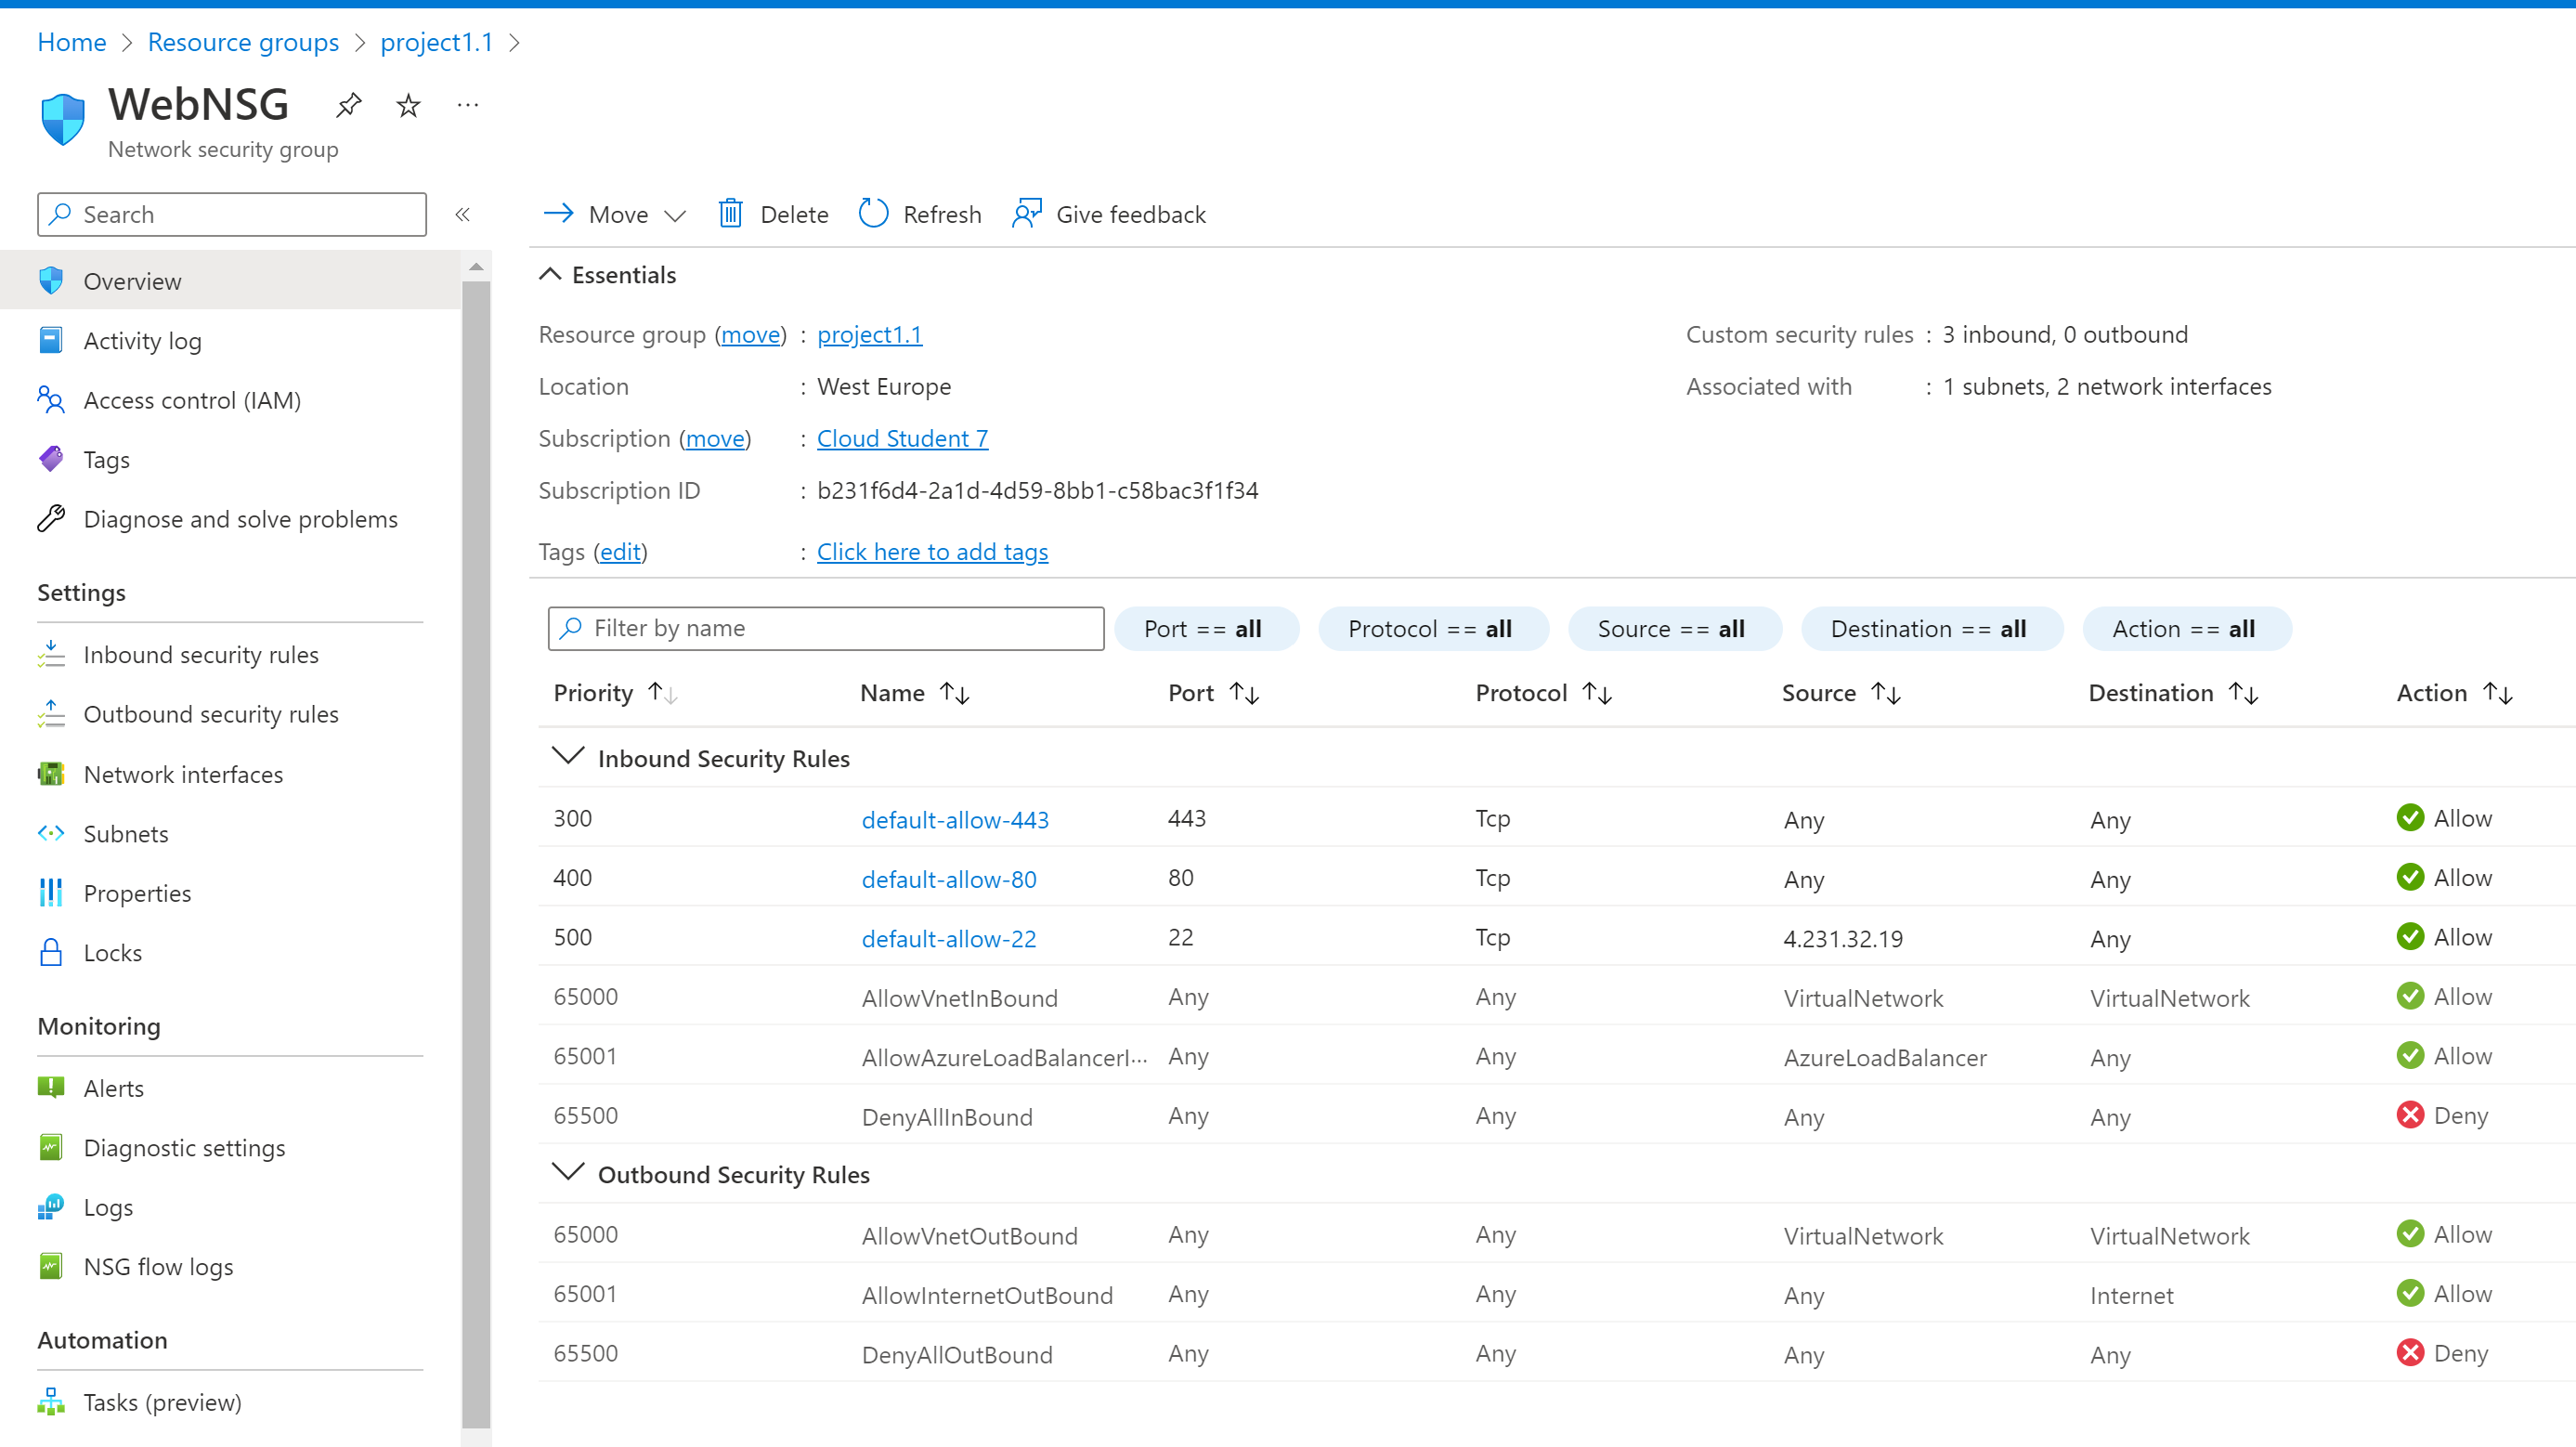 Home > Resource groups > project1.1 >
WebNSG ...
Network security group
Search «
Overview
Activity log
Access control (IAM)
Tags
Diagnose and solve problems
Settings
Inbound security rules
Outbound security rules
Network interfaces
Subnets
Properties
Locks
Monitoring
Alerts
Diagnostic settings
Logs
NSG flow logs
Automation
Tasks (preview)
Move Delete Refresh Give feedback
Essentials
Resource group (move) : project1.1
Location : West Europe
Subscription (move) : Cloud Student 7
Subscription ID : b231f6d4-2a1d-4d59-8bb1-c58bac3f1f34
Tags (edit) : Click here to add tags
Custom security rules : 3 inbound, 0 outbound
Associated with : 1 subnets, 2 network interfaces
Filter by name Port == all Protocol == all Source == all Destination == all Action == all
Priority ↑↓ Name ↑↓ Port ↑↓ Protocol ↑↓ Source ↑↓ Destination ↑↓ Action ↑↓
Inbound Security Rules
300 default-allow-443 443 Tcp Any Any Allow
400 default-allow-80 80 Tcp Any Any Allow
500 default-allow-22 22 Tcp 4.231.32.19 Any Allow
65000 AllowVnetInBound Any Any VirtualNetwork VirtualNetwork Allow
65001 AllowAzureLoadBalancerI... Any Any AzureLoadBalancer Any Allow
65500 DenyAllInBound Any Any Any Any Deny
Outbound Security Rules
65000 AllowVnetOutBound Any Any VirtualNetwork VirtualNetwork Allow
65001 AllowInternetOutBound Any Any Any Internet Allow
65500 DenyAllOutBound Any Any Any Any Deny